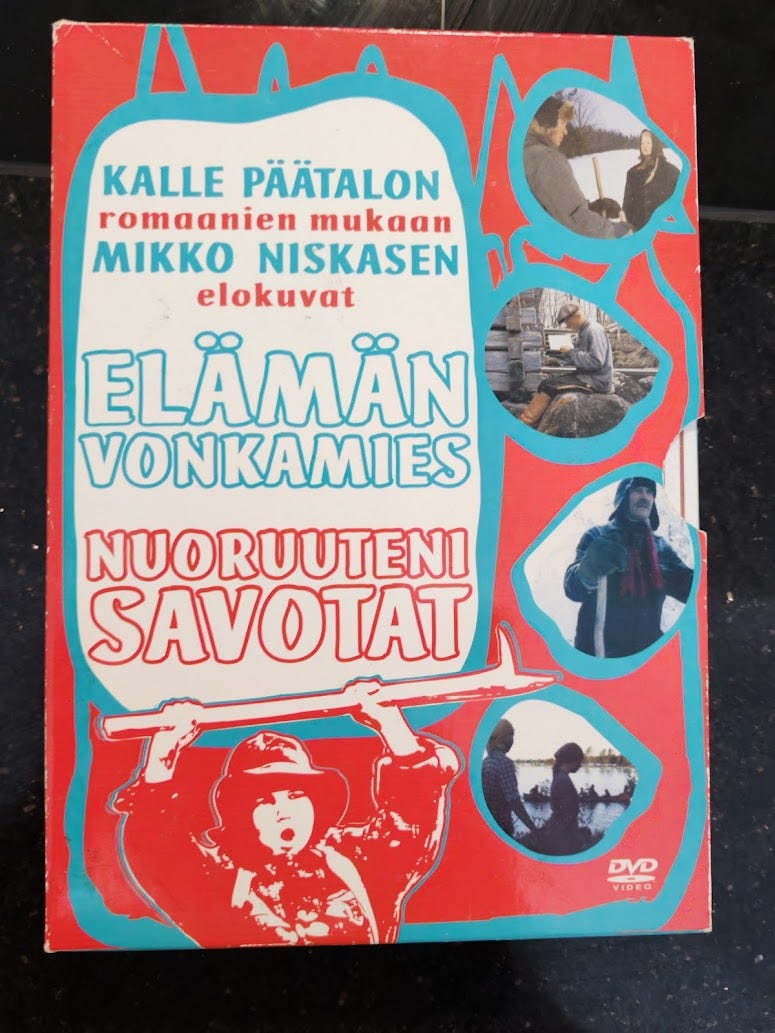 KALLE PÄÄTALON
romaanien mukaan
MIKKO NISKASEN
elokuvat
ELÄMÄN
VONKAMIES
NUORUUTENI
SAVOTAT
DVD
VIDEO